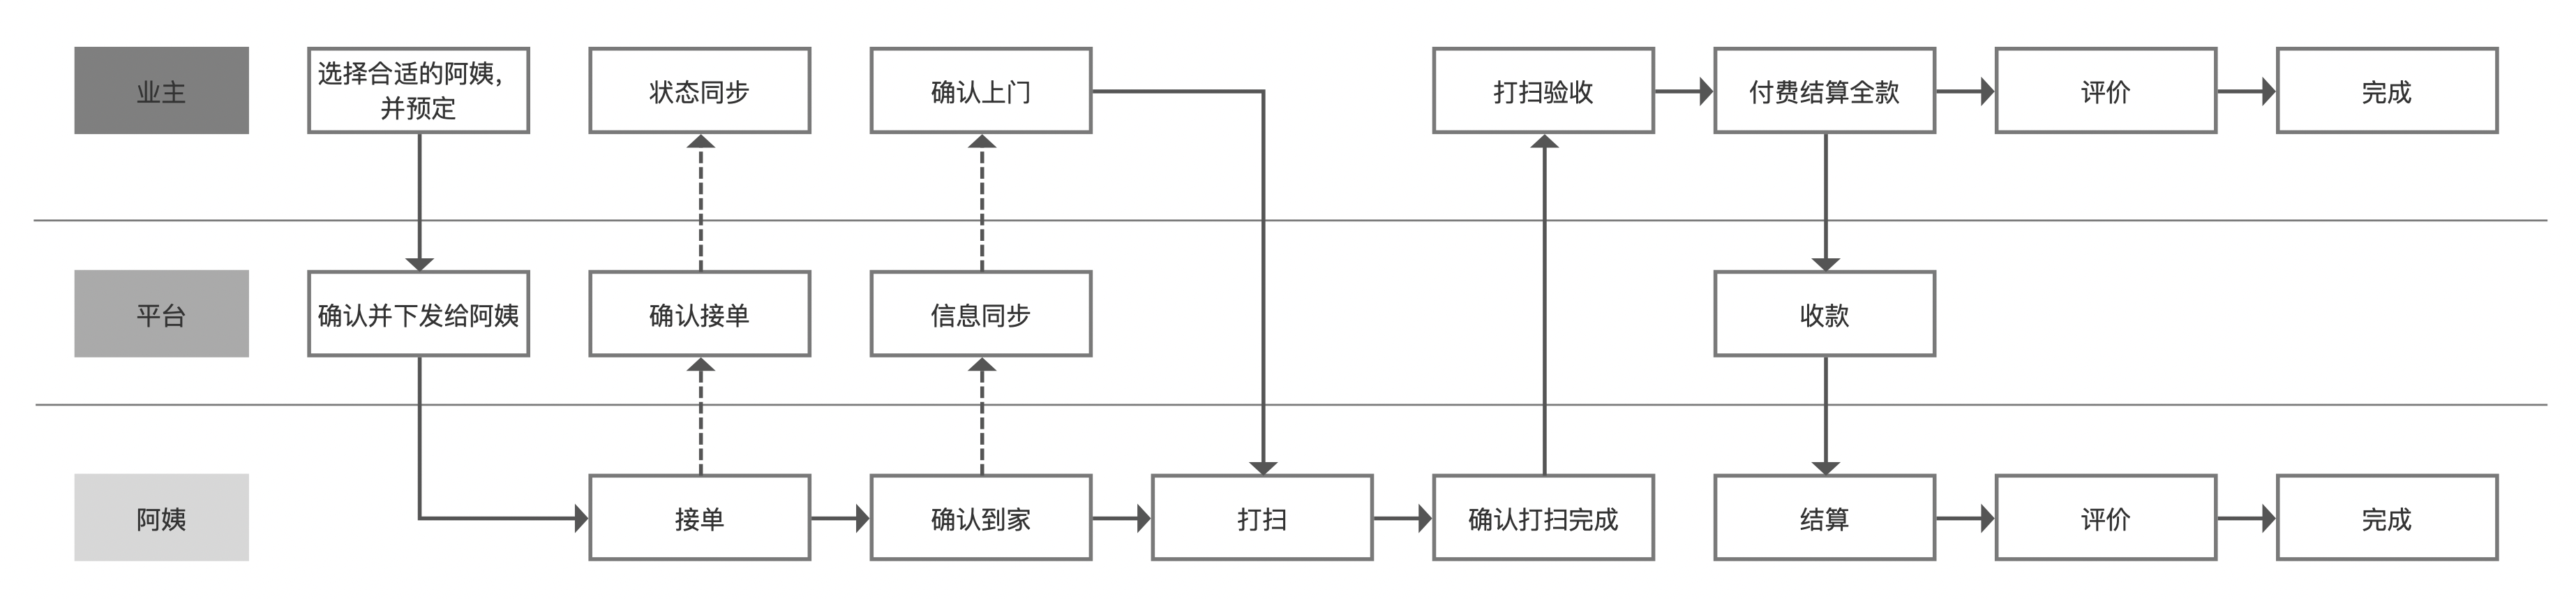 业主
选择合适的阿姨，
并预定
状态同步
确认上门
打扫验收
付费结算全款
评价
完成
平台
确认并下发给阿姨
确认接单
信息同步
收款
阿姨
接单
确认到家
打扫
确认打扫完成
结算
评价
完成